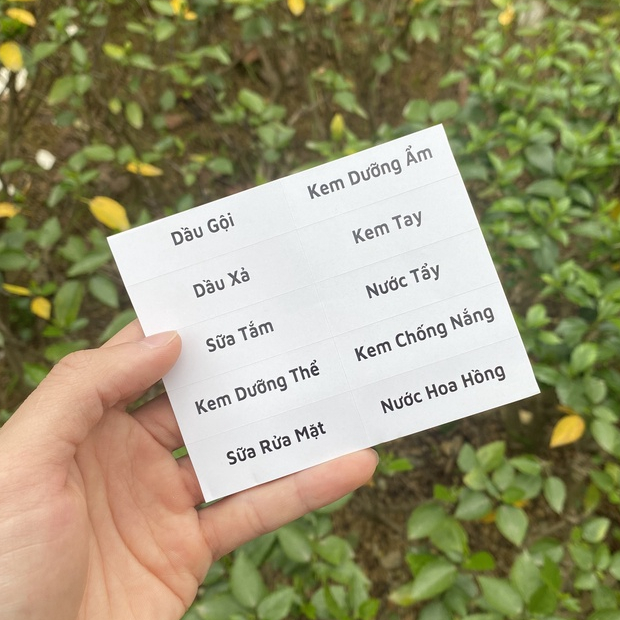 Dầu Gội
Dầu Xả
Sữa Tắm
Kem Dưỡng Thể
Sữa Rửa Mặt
Kem Dưỡng Ẩm
Kem Tay
Nước Tẩy
Kem Chống Nắng
Nước Hoa Hồng